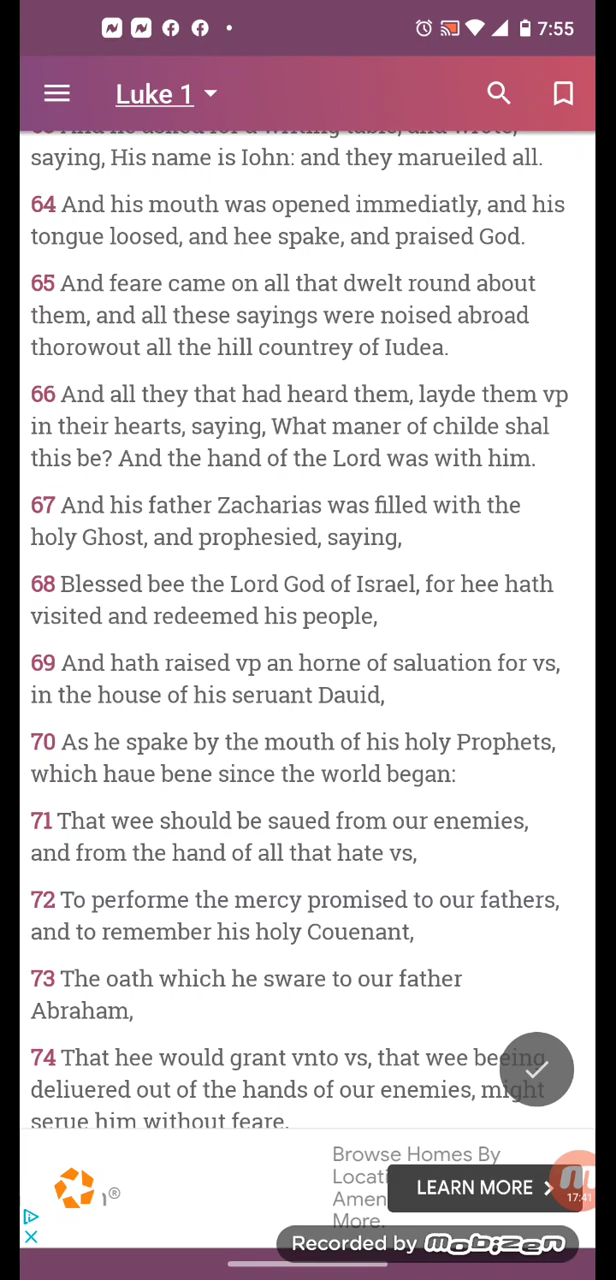 7:55
Luke 1
saying, His name is Iohn: and they marueiled all.
64 And his mouth was opened immediatly, and his
tongue loosed, and hee spake, and praised God.
65 And feare came on all that dwelt round about
them, and all these sayings were noised abroad
thorowout all the hill countrey of Iudea.
66 And all they that had heard them, layde them vp
in their hearts, saying, What maner of childe shal
this be? And the hand of the Lord was with him.
67 And his father Zacharias was filled with the
holy Ghost, and prophesied, saying,
68 Blessed bee the Lord God of Israel, for hee hath
visited and redeemed his people,
69 And hath raised vp an horne of saluation for vs,
in the house of his seruant Dauid,
70 As he spake by the mouth of his holy Prophets,
which haue bene since the world began:
71 That wee should be saued from our enemies,
and from the hand of all that hate vs,
72 To performe the mercy promised to our fathers,
and to remember his holy Couenant,
73 The oath which he sware to our father
Abraham,
74 That hee would grant vnto vs, that wee beeing
deliuered out of the hands of our enemies, might
serue him without feare.
Browse Homes By
Locati
Amen
More.
LEARN MORE
17:41
Recorded by mobizen